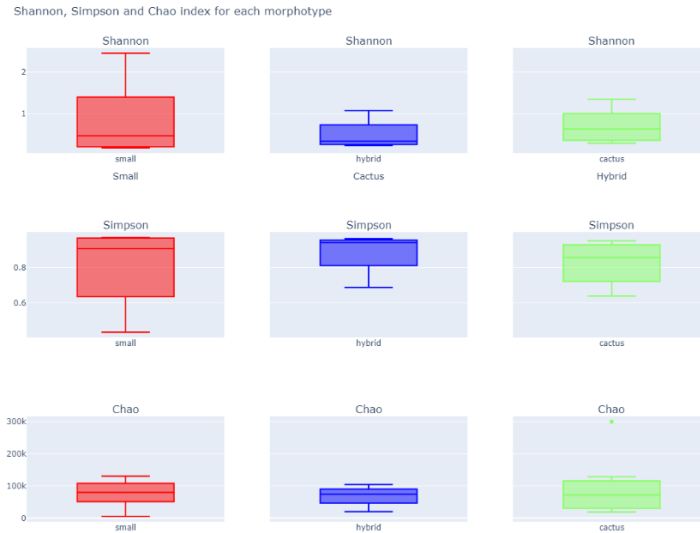 Shannon, Simpson and Chao index for each morphotype
Shannon Shannon Shannon
2
1
small hybrid cactus
Small Cactus Hybrid
Simpson Simpson Simpson
0.8
0.6
small hybrid cactus
Chao Chao Chao
300k
200k
100k
0
small hybrid cactus